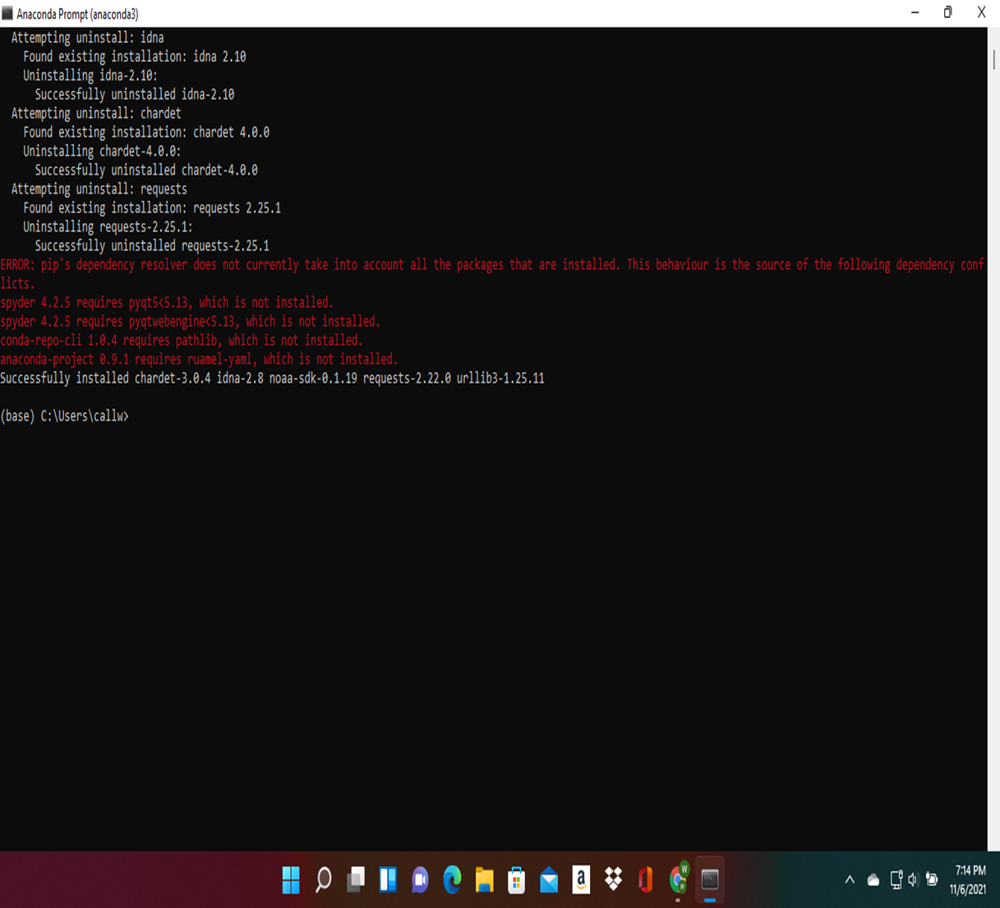 Anaconda Prompt (anaconda3)
Attempting uninstall: idna
Found existing installation: idna 2.10
Uninstalling idna-2.10:
Successfully uninstalled idna-2.10
Attempting uninstall: chardet
Found existing installation: chardet 4.0.0
Uninstalling chardet-4.0.0:
Successfully uninstalled chardet-4.0.0
Attempting uninstall: requests
Found existing installation: requests 2.25.1
Uninstalling requests-2.25.1:
Successfully uninstalled requests-2.25.1
ERROR: pip's dependency resolver does not currently take into account all the packages that are installed. This behaviour is the source of the following dependency conf
licts.
spyder 4.2.5 requires pyqt5<5.13, which is not installed.
spyder 4.2.5 requires pyqtwebengine<5.13, which is not installed.
conda-repo-cli 1.0.4 requires pathlib, which is not installed.
anaconda-project 0.9.1 requires ruamel-yaml, which is not installed.
Successfully installed chardet-3.0.4 idna-2.8 noaa-sdk-0.1.19 requests-2.22.0 urllib3-1.25.11
(base) C:\Users\callw>
a
W
7:14 PM
11/6/2021